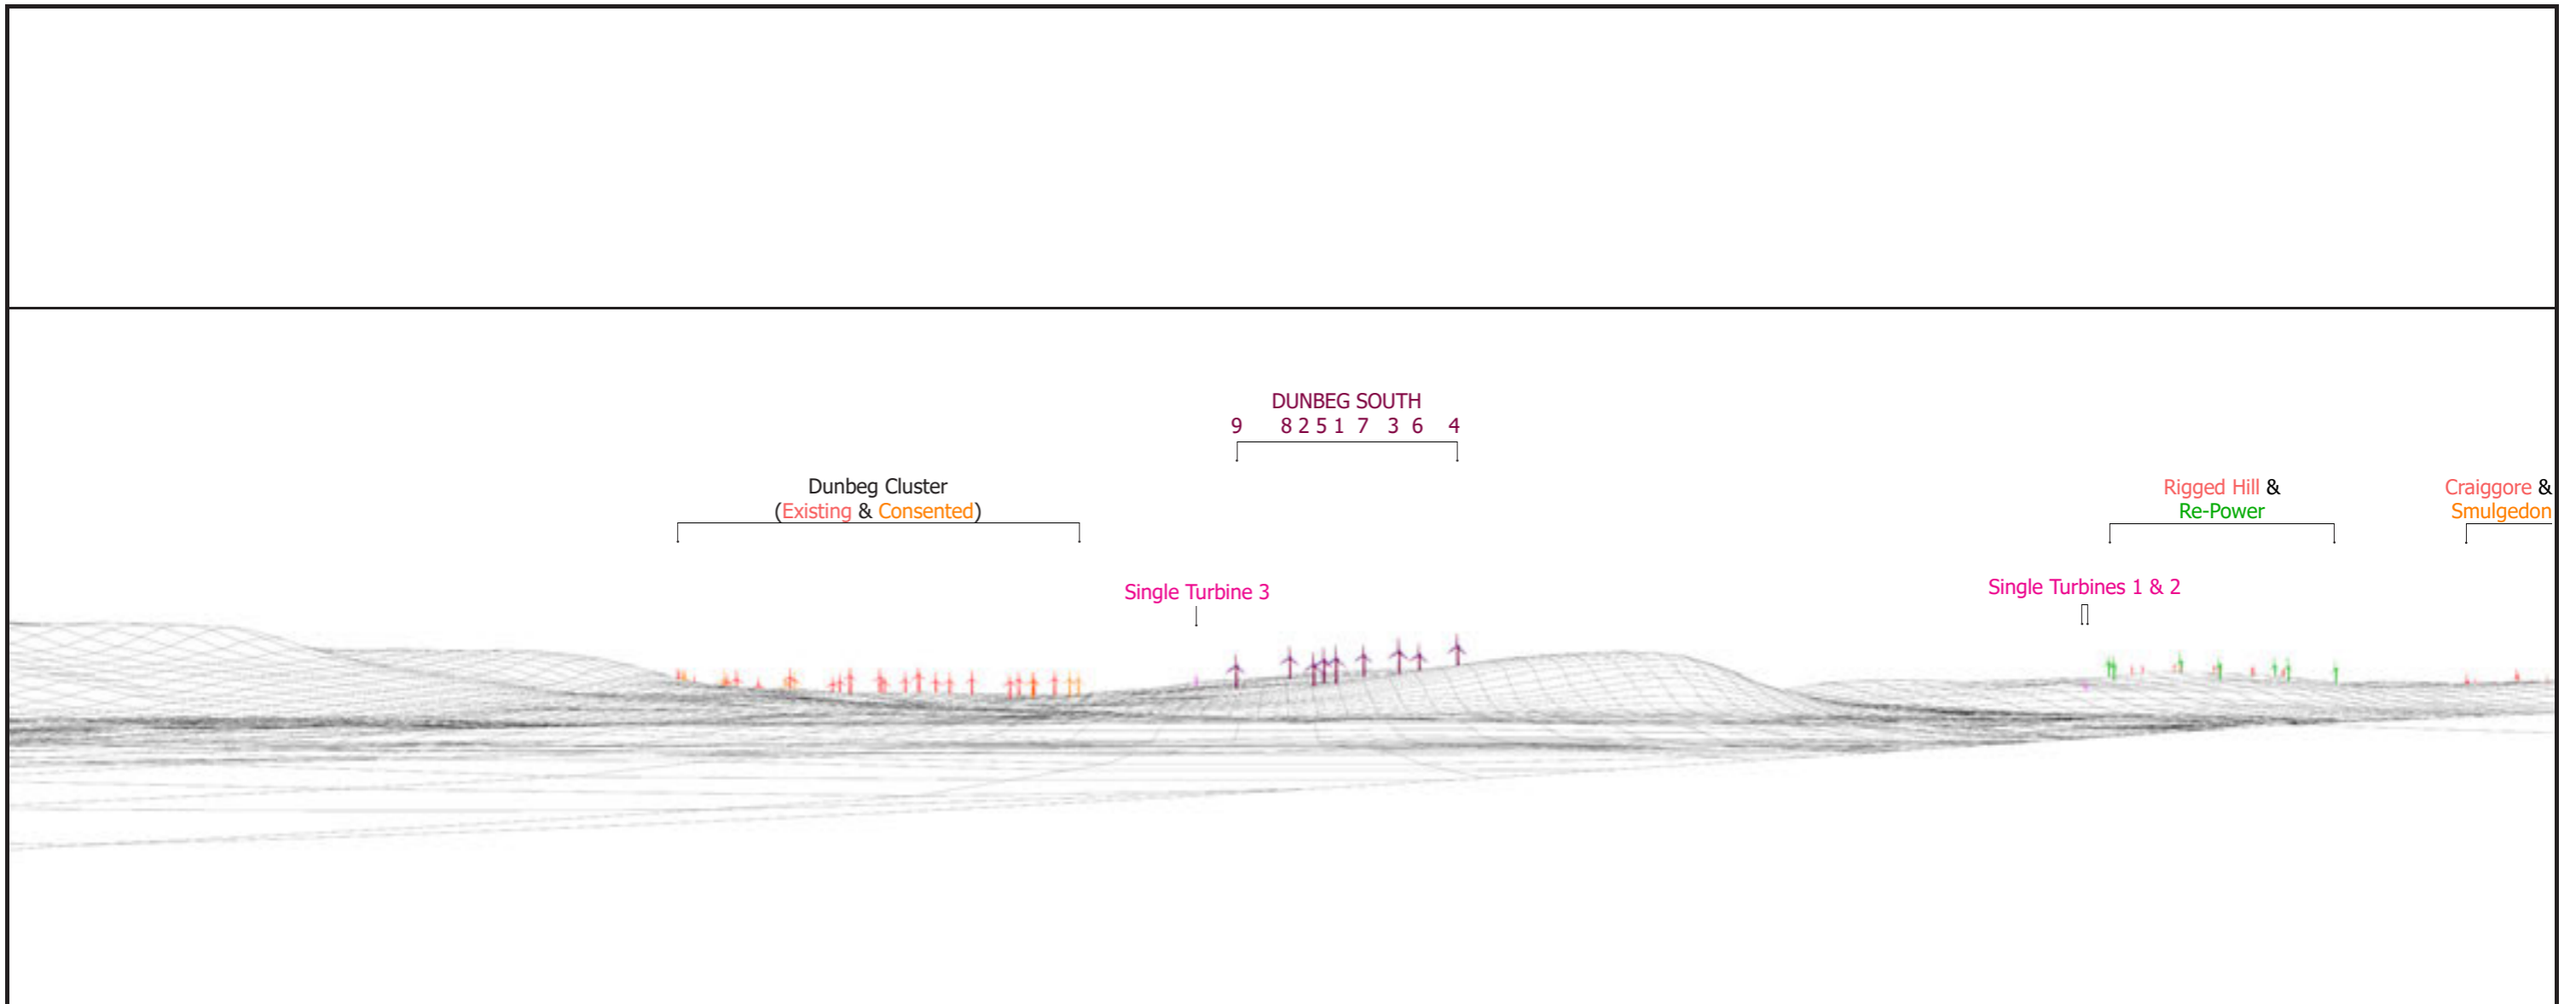 DUNBEG SOUTH
9 8 2 5 1 7 3 6 4
Dunbeg Cluster
(Existing & Consented)
Single Turbine 3
Rigged Hill &
Re-Power
Single Turbines 1 & 2
Craiggore &
Smulgedon